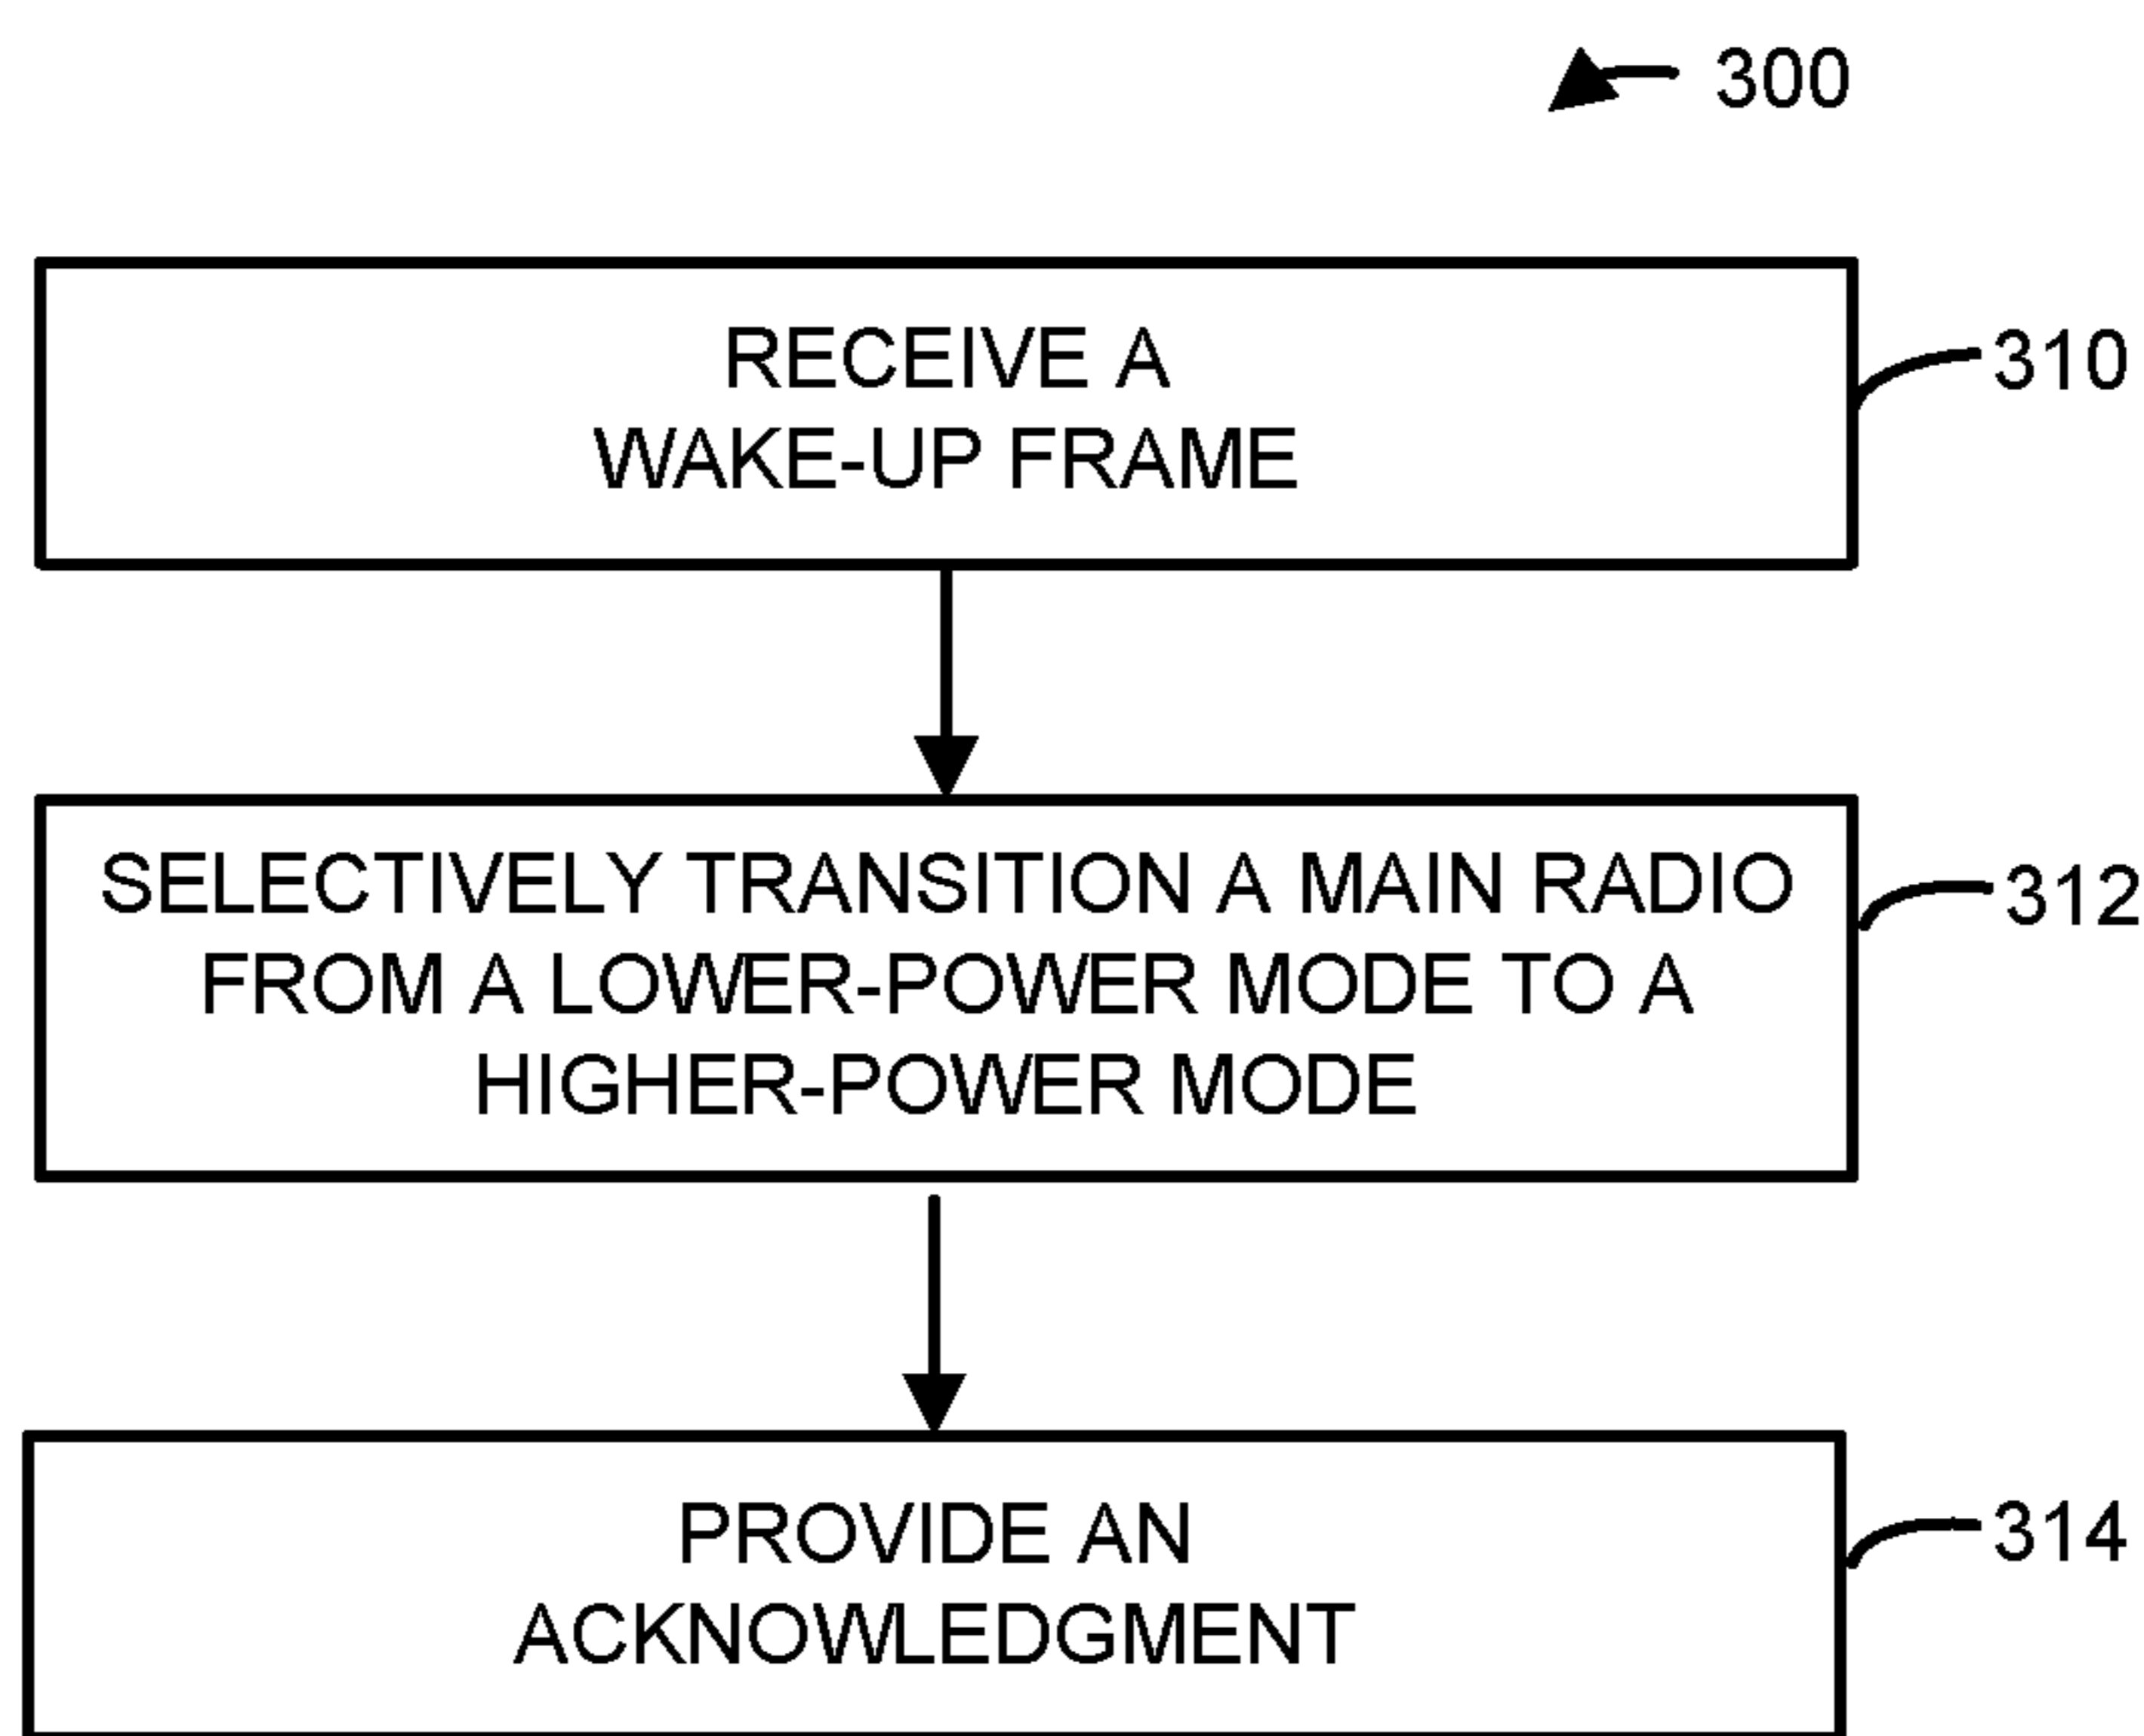 300
RECEIVE A
WAKE-UP FRAME
310
SELECTIVELY TRANSITION A MAIN RADIO
FROM A LOWER-POWER MODE TO A
HIGHER-POWER MODE
312
PROVIDE AN
ACKNOWLEDGMENT
314